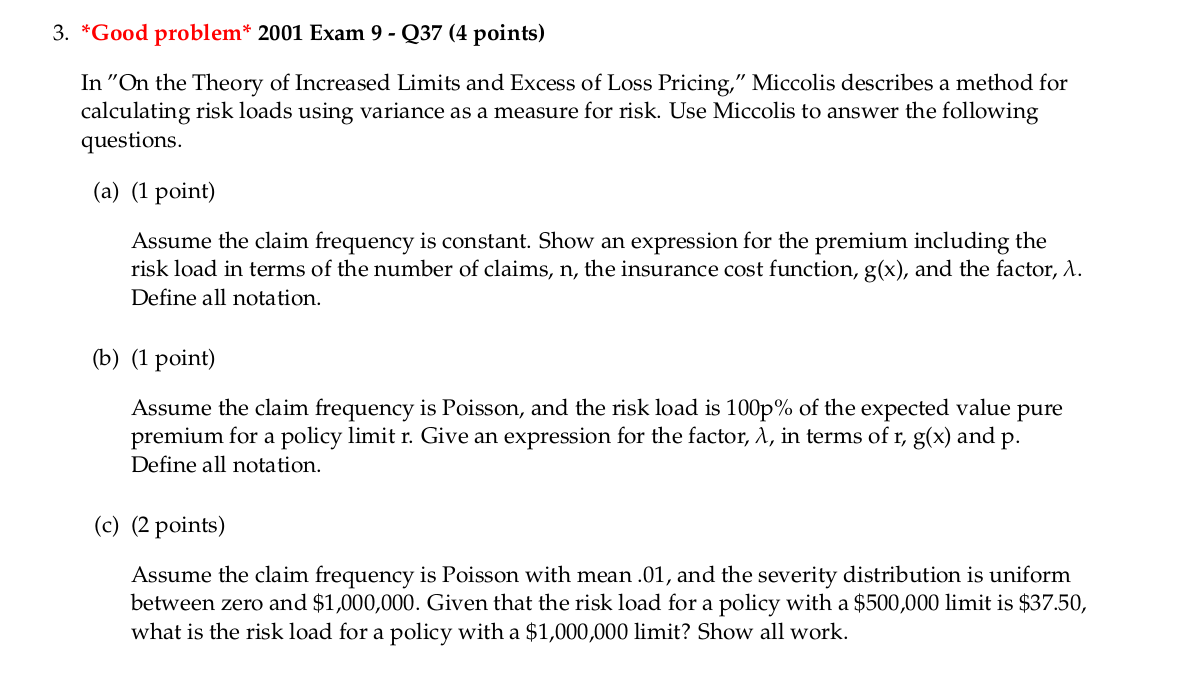 3. *Good problem* 2001 Exam 9 - Q37 (4 points)
In ”On the Theory of Increased Limits and Excess of Loss Pricing,” Miccolis describes a method for
calculating risk loads using variance as a measure for risk. Use Miccolis to answer the following
questions.
(a) (1 point)
Assume the claim frequency is constant. Show an expression for the premium including the
risk load in terms of the number of claims, n, the insurance cost function, g(x), and the factor, λ.
Define all notation.
(b) (1 point)
Assume the claim frequency is Poisson, and the risk load is 100p% of the expected value pure
premium for a policy limit r. Give an expression for the factor, λ, in terms of r, g(x) and p.
Define all notation.
(c) (2 points)
Assume the claim frequency is Poisson with mean .01, and the severity distribution is uniform
between zero and $1,000,000. Given that the risk load for a policy with a $500,000 limit is $37.50,
what is the risk load for a policy with a $1,000,000 limit? Show all work.